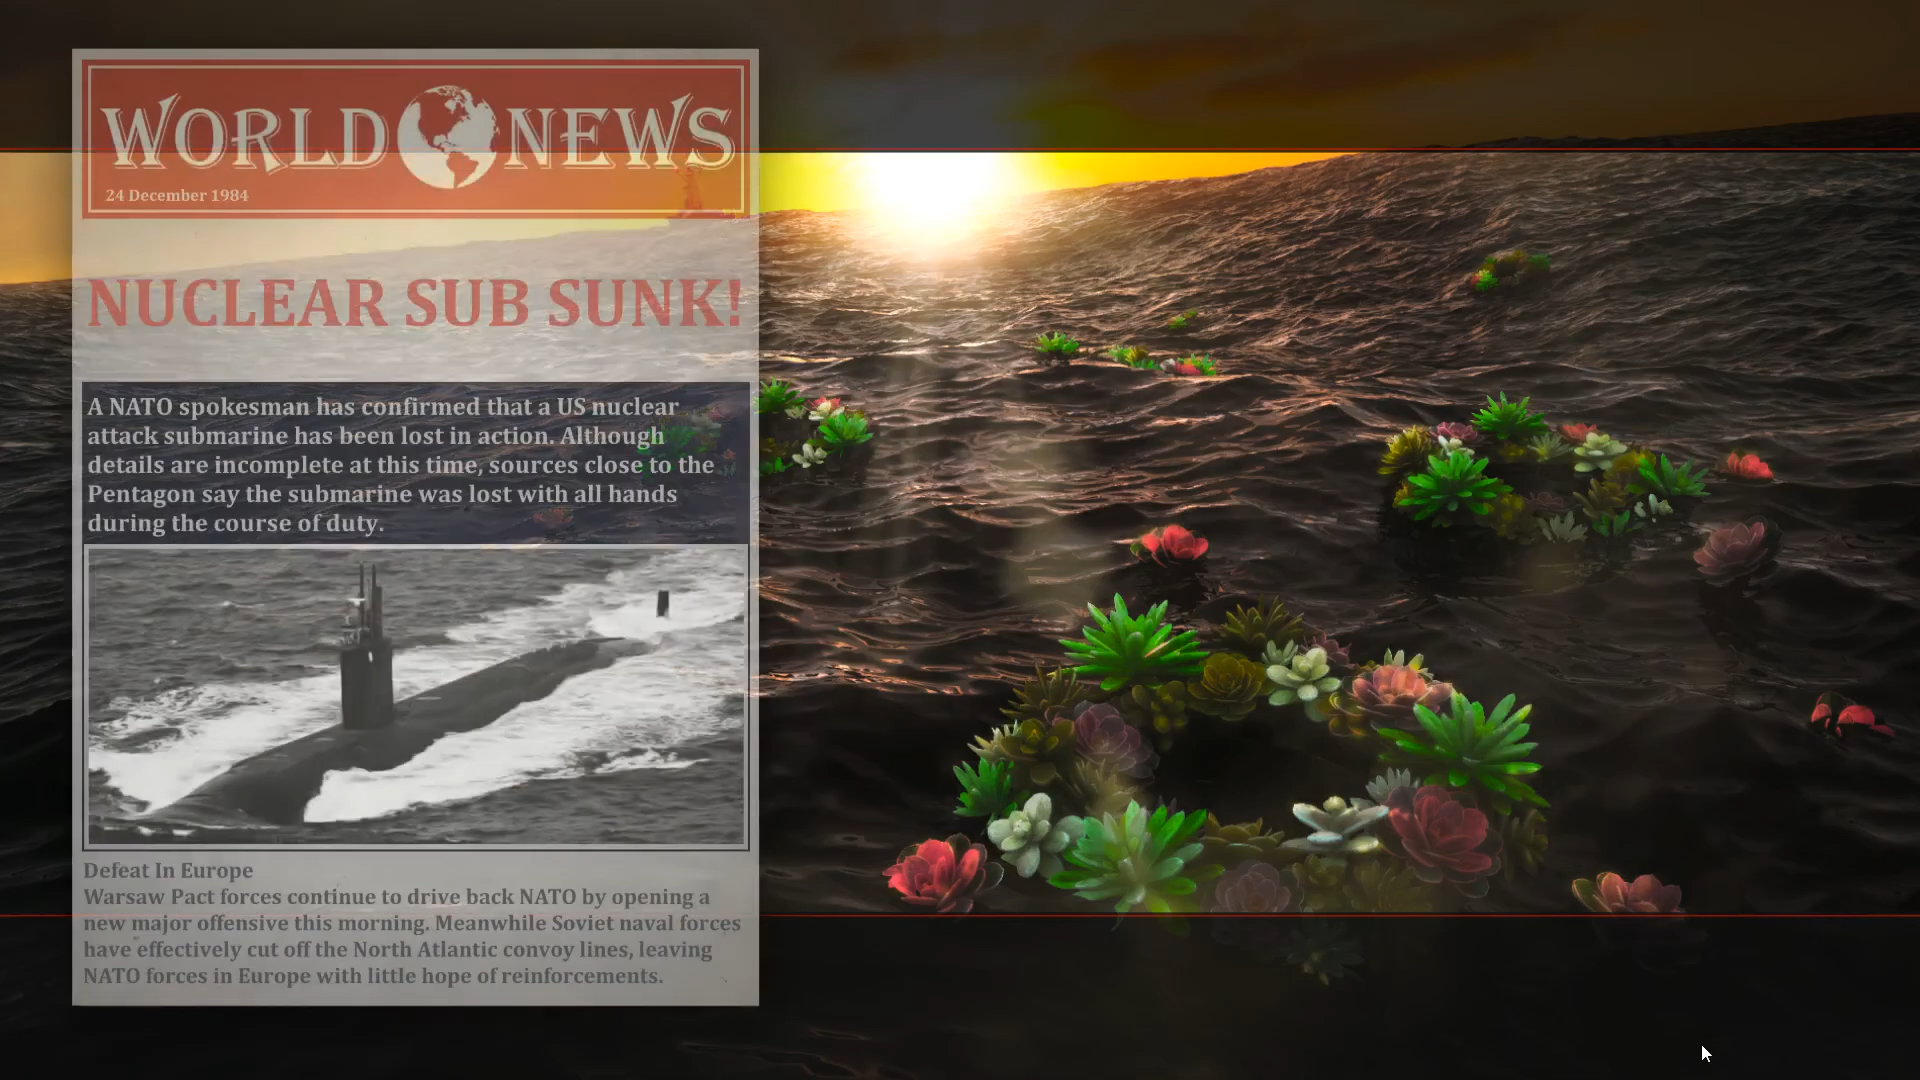 WORLD NEWS
24 December 1984
NUCLEAR SUB SUNK!
A NATO spokesman has confirmed that a US nuclear
attack submarine has been lost in action. Although
details are incomplete at this time, sources close to the
Pentagon say the submarine was lost with all hands
during the course of duty.
Defeat In Europe
Warsaw Pact forces continue to drive back NATO by opening a
new major offensive this morning. Meanwhile Soviet naval forces
have effectively cut off the North Atlantic convoy lines, leaving
NATO forces in Europe with little hope of reinforcements.